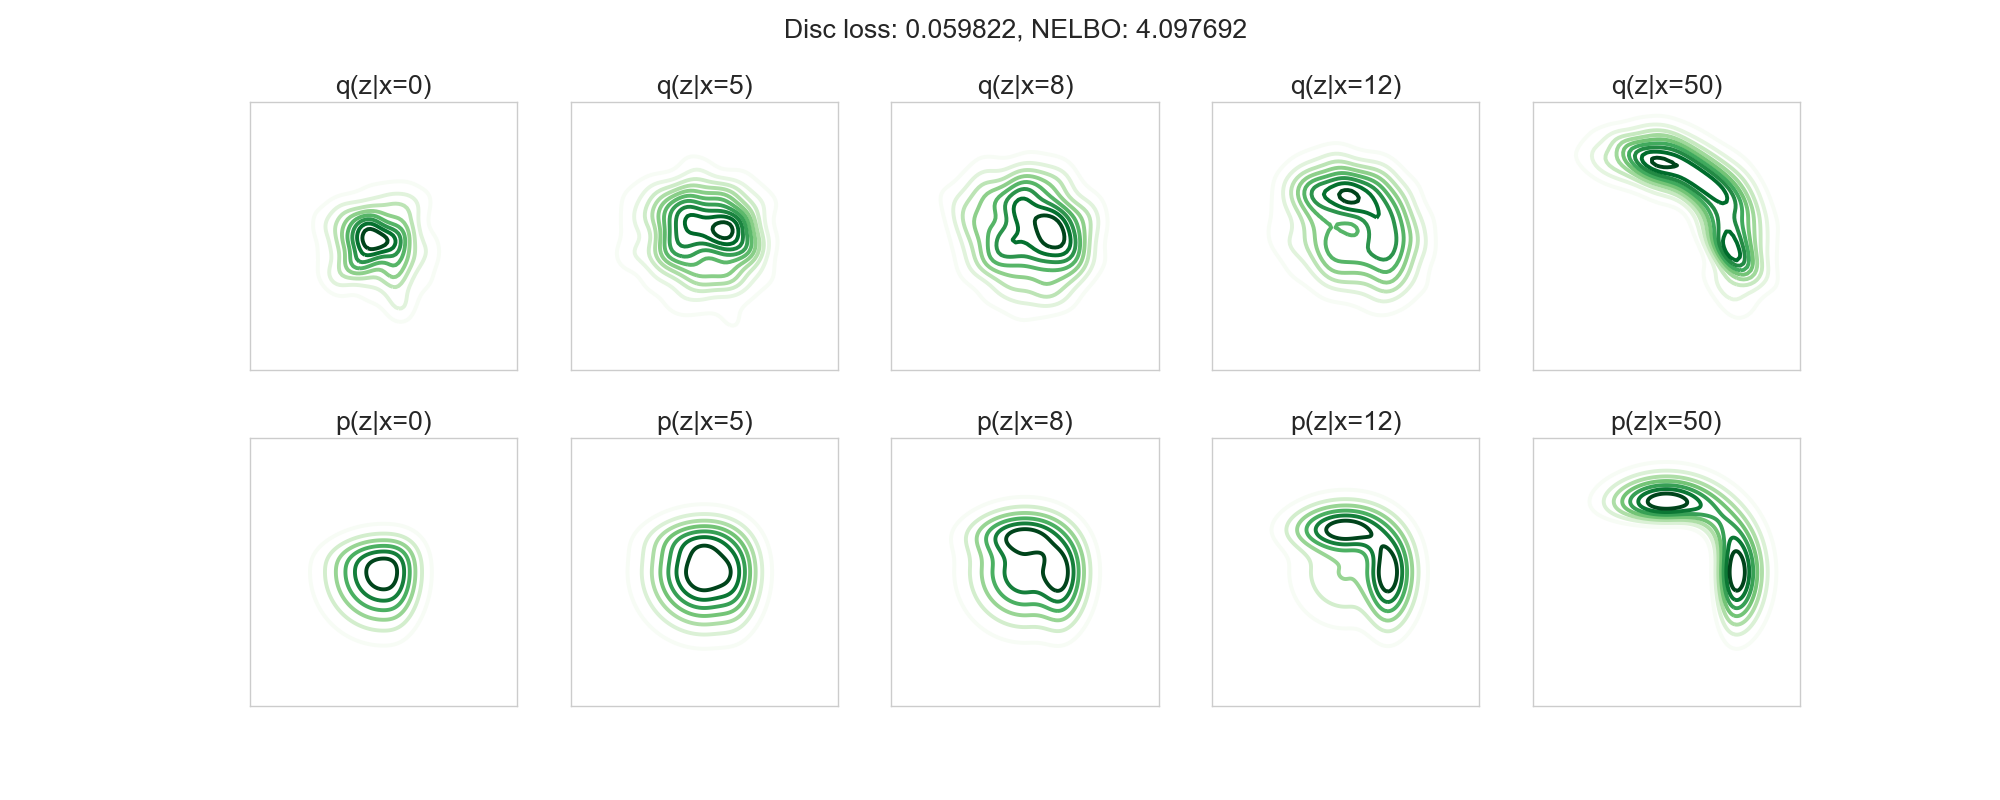 Disc loss: 0.059822, NELBO: 4.097692
q(z|x=0) q(z|x=5) q(z|x=8) q(z|x=12) q(z|x=50)
p(z|x=0) p(z|x=5) p(z|x=8) p(z|x=12) p(z|x=50)